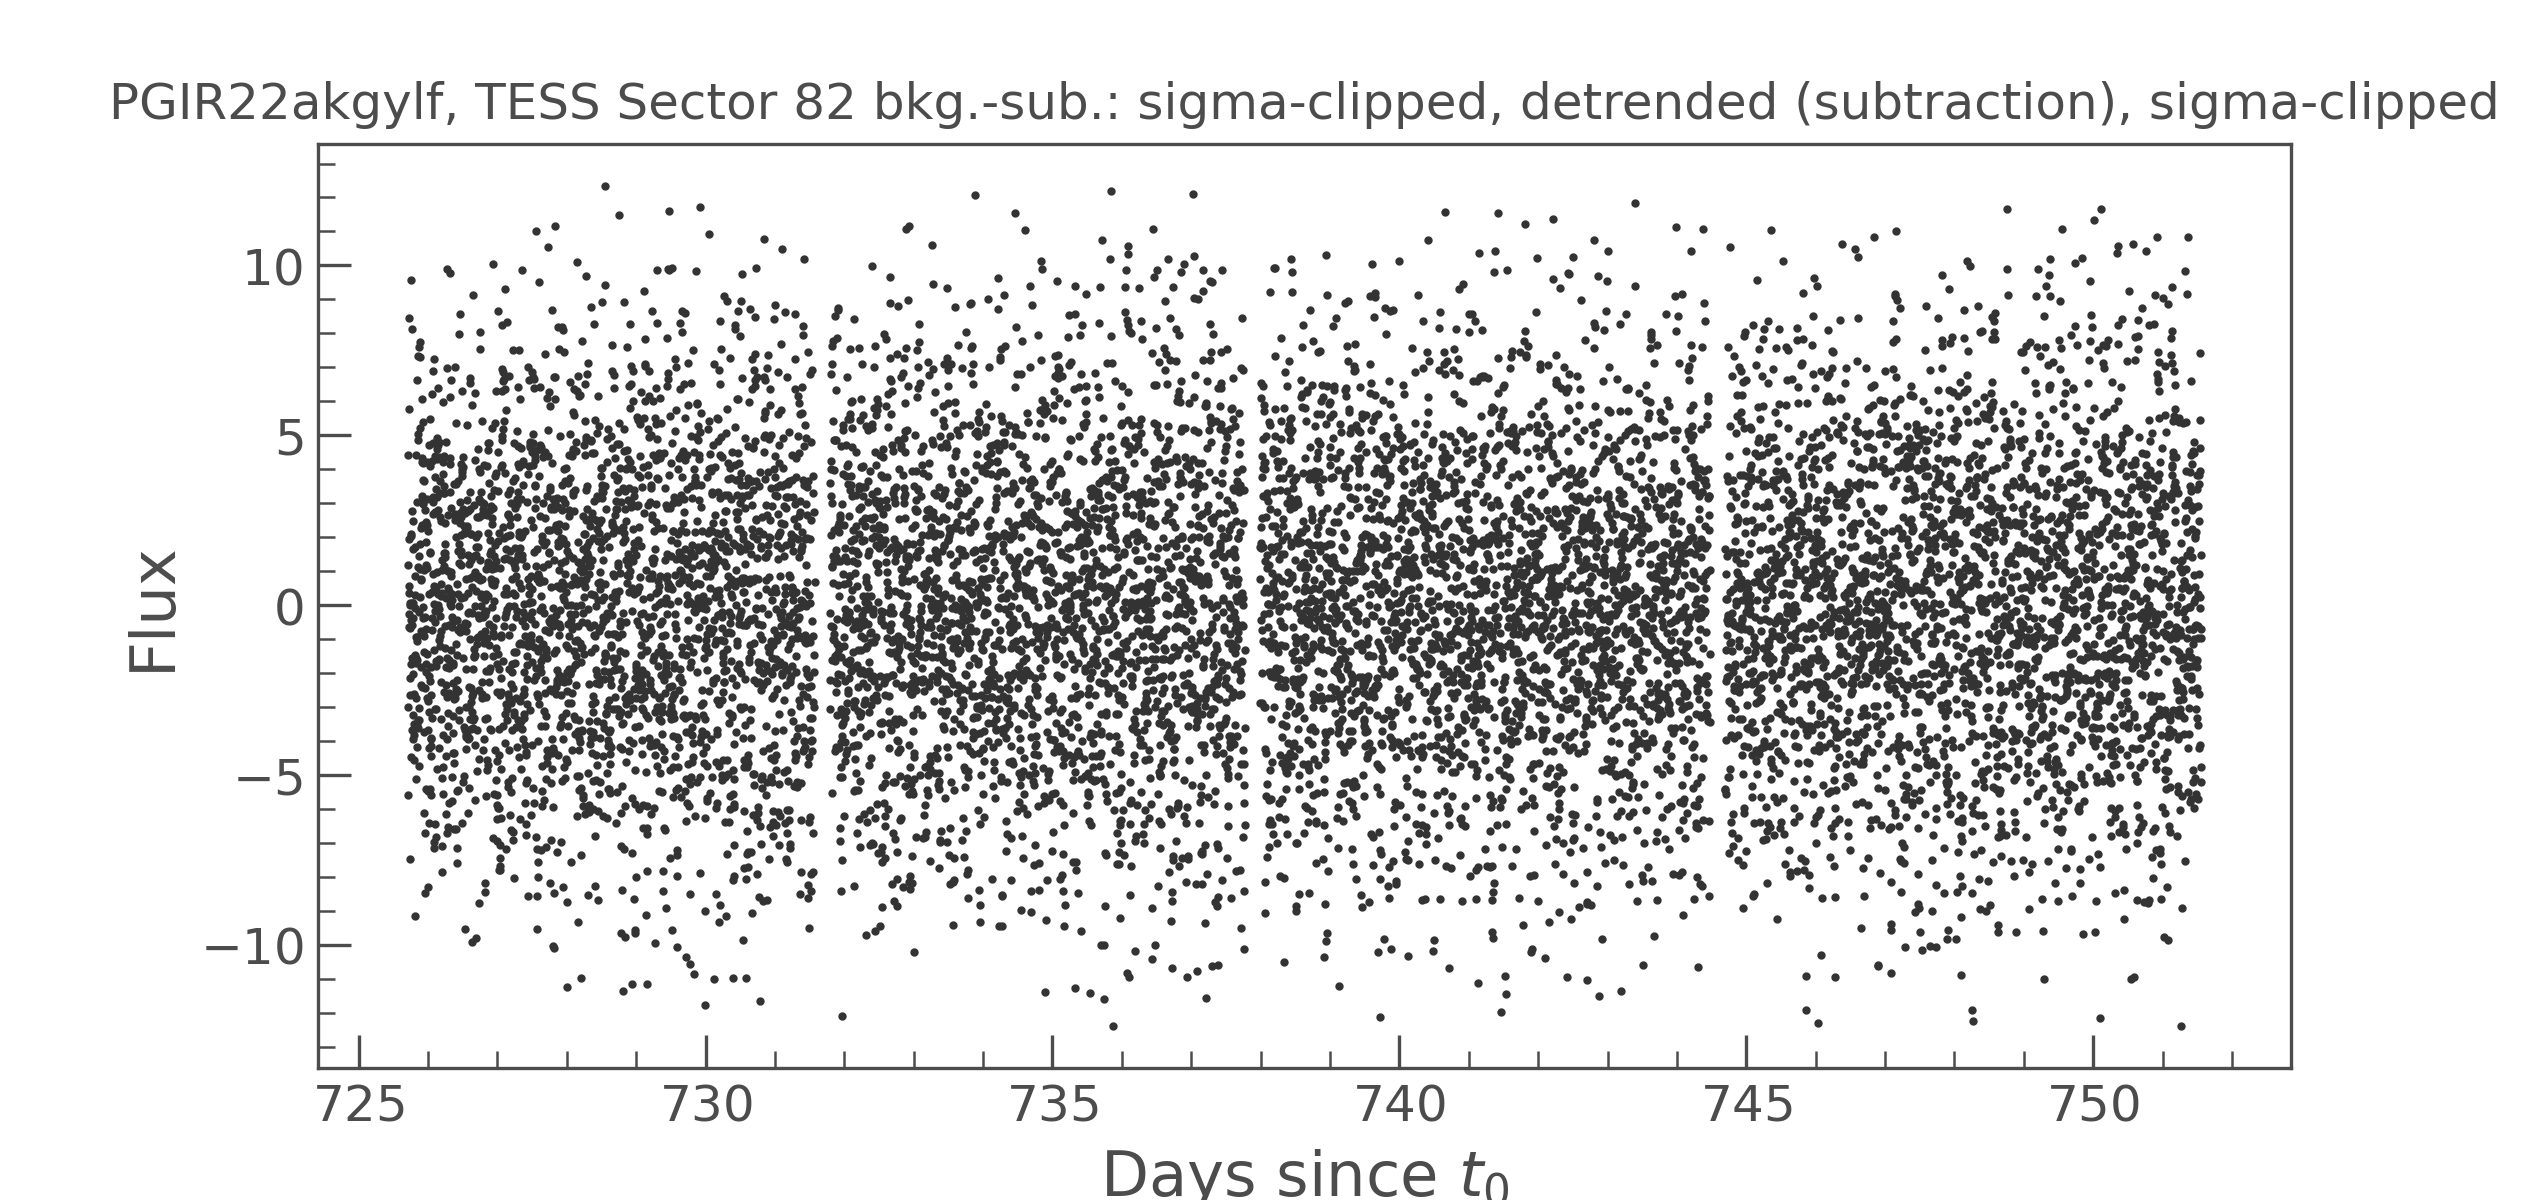 PGIR22akgylf, TESS Sector 82 bkg.-sub.: sigma-clipped, detrended (subtraction), sigma-clipped
Flux
10
5
0
−5
−10
725 730 735 740 745 750
Days since t₀